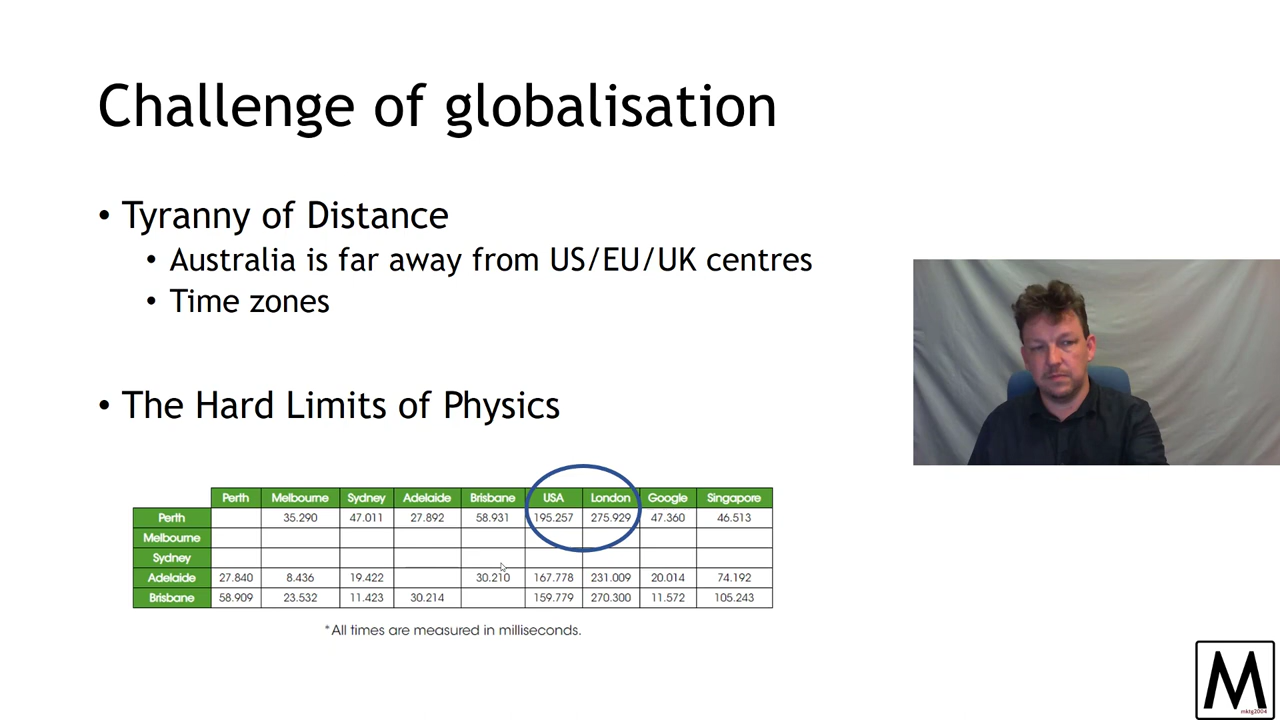 Challenge of globalisation
• Tyranny of Distance
• Australia is far away from US/EU/UK centres
• Time zones
• The Hard Limits of Physics
Perth Melbourne Sydney Adelaide Brisbane USA London Google Singapore
Perth 35.290 47.011 27.892 58.931 195.257 275.929 47.360 46.513
Melbourne
Sydney
Adelaide 27.840 8.436 19.422 30.210 167.778 231.009 20.014 74.192
Brisbane 58.909 23.532 11.423 30.214 159.779 270.300 11.572 105.243
*All times are measured in milliseconds.
M
mktg2004